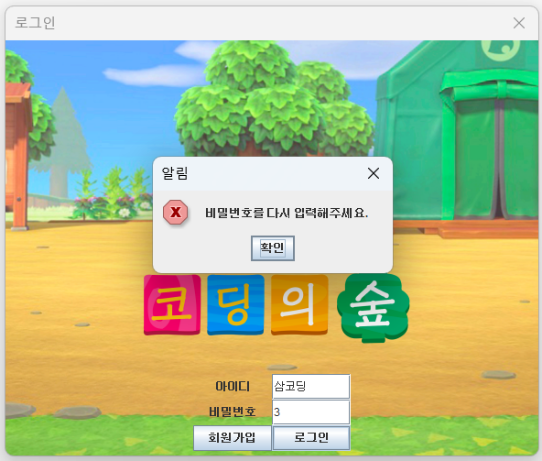 로그인
알림
비밀번호를 다시 입력해주세요.
확인
코딩의숲
아이디 삼코딩
비밀번호 3
회원가입 로그인